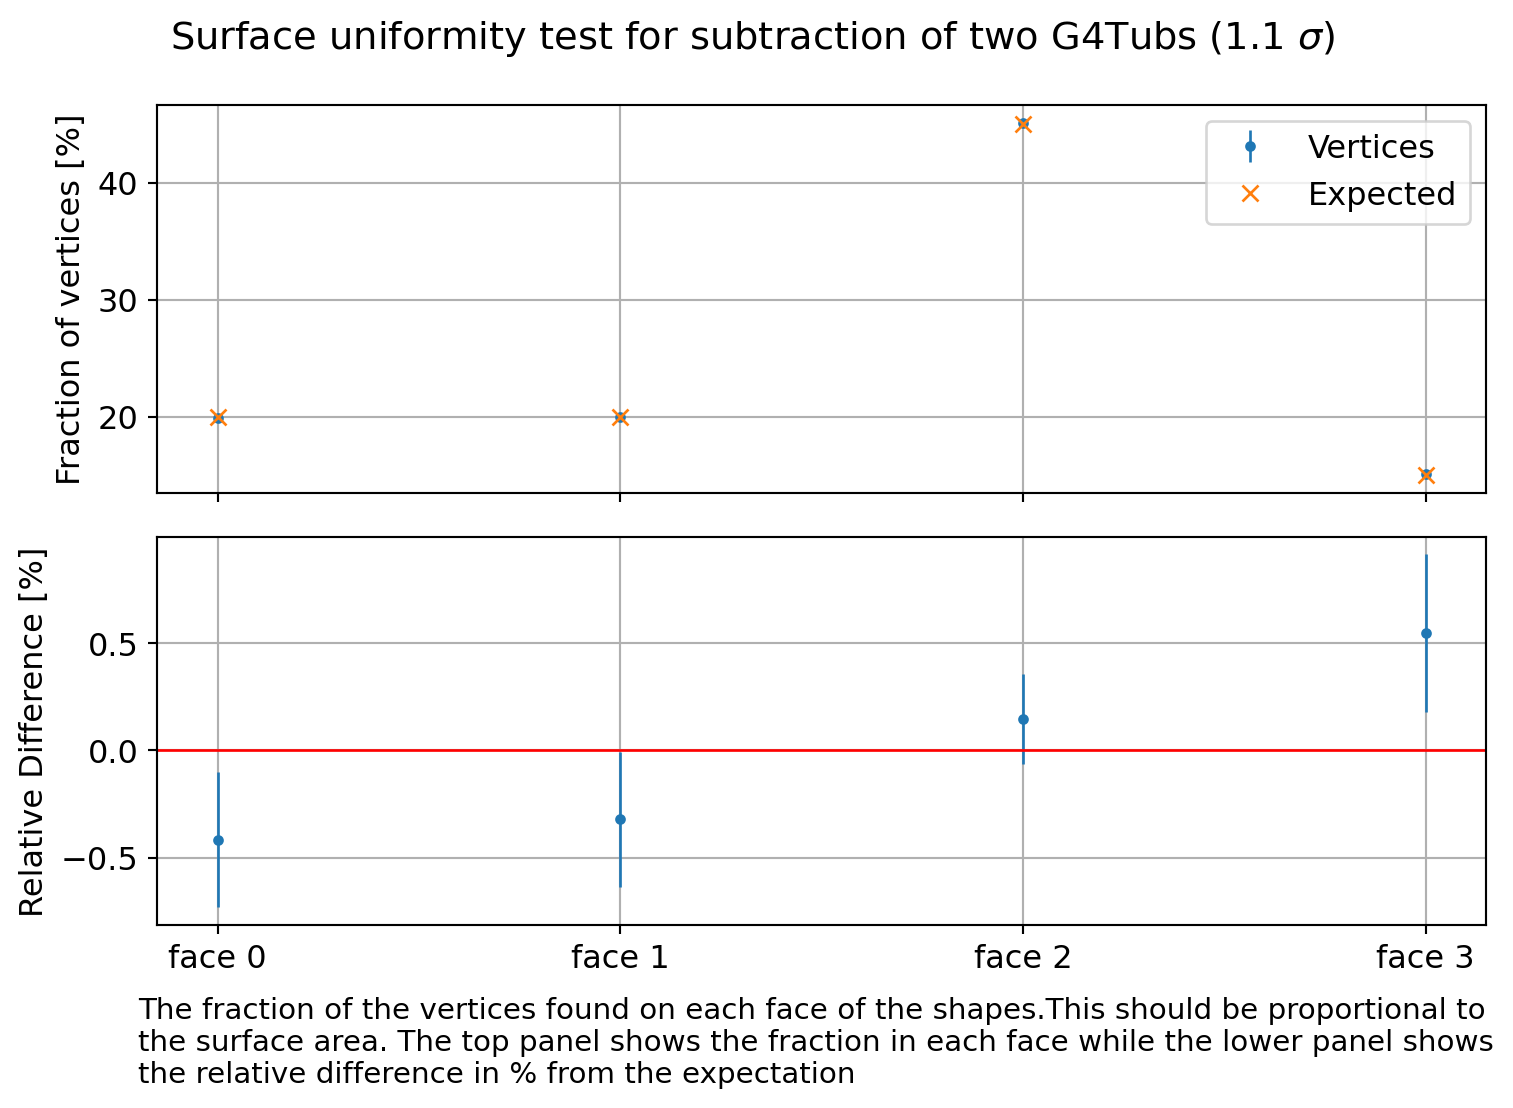 Surface uniformity test for subtraction of two G4Tubs (1.1 σ)
Fraction of vertices [%]
40
30
20
Vertices
Expected
Relative Difference [%]
0.5
0.0
−0.5
face 0
face 1
face 2
face 3
The fraction of the vertices found on each face of the shapes.This should be proportional to
the surface area. The top panel shows the fraction in each face while the lower panel shows
the relative difference in % from the expectation